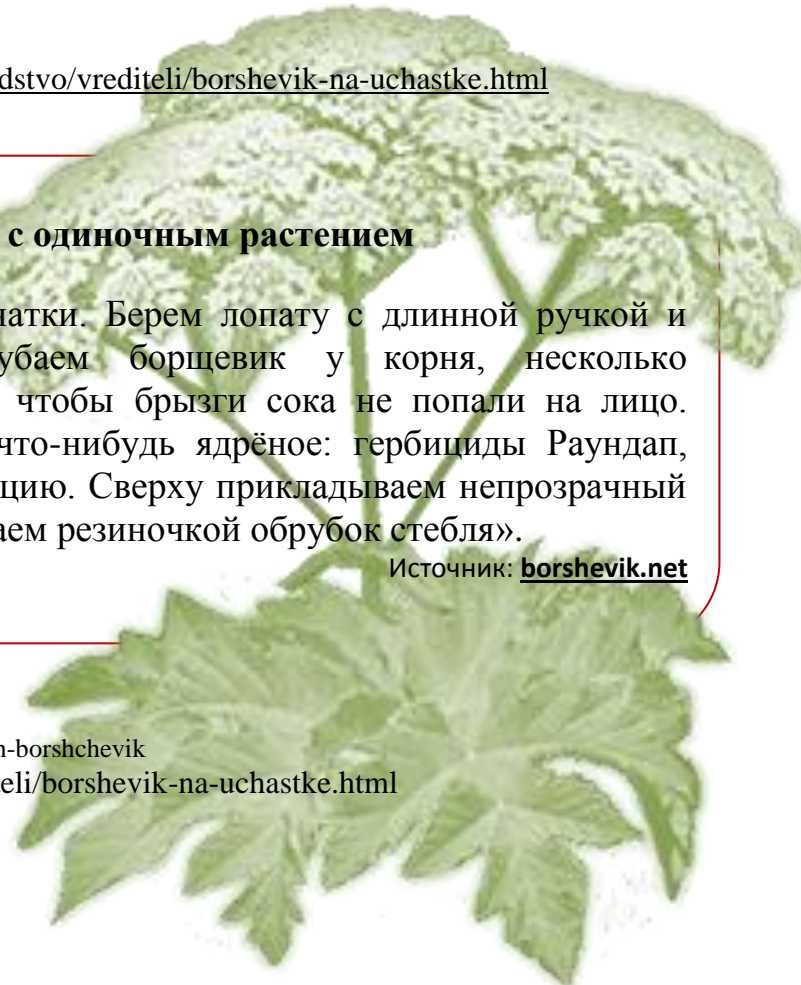 dstvo/vrediteli/borshevik-na-uchastke.html
с одиночным растением
натки. Берем лопату с длинной ручкой и
убаем борщевик у корня, несколько
чтобы брызги сока не попали на лицо.
что-нибудь ядрёное: гербициды Раундап,
цию. Сверху прикладываем непрозрачный
аем резиночкой обрубок стебля».
Источник: borshevik.net
n-borshchevik
teli/borshevik-na-uchastke.html